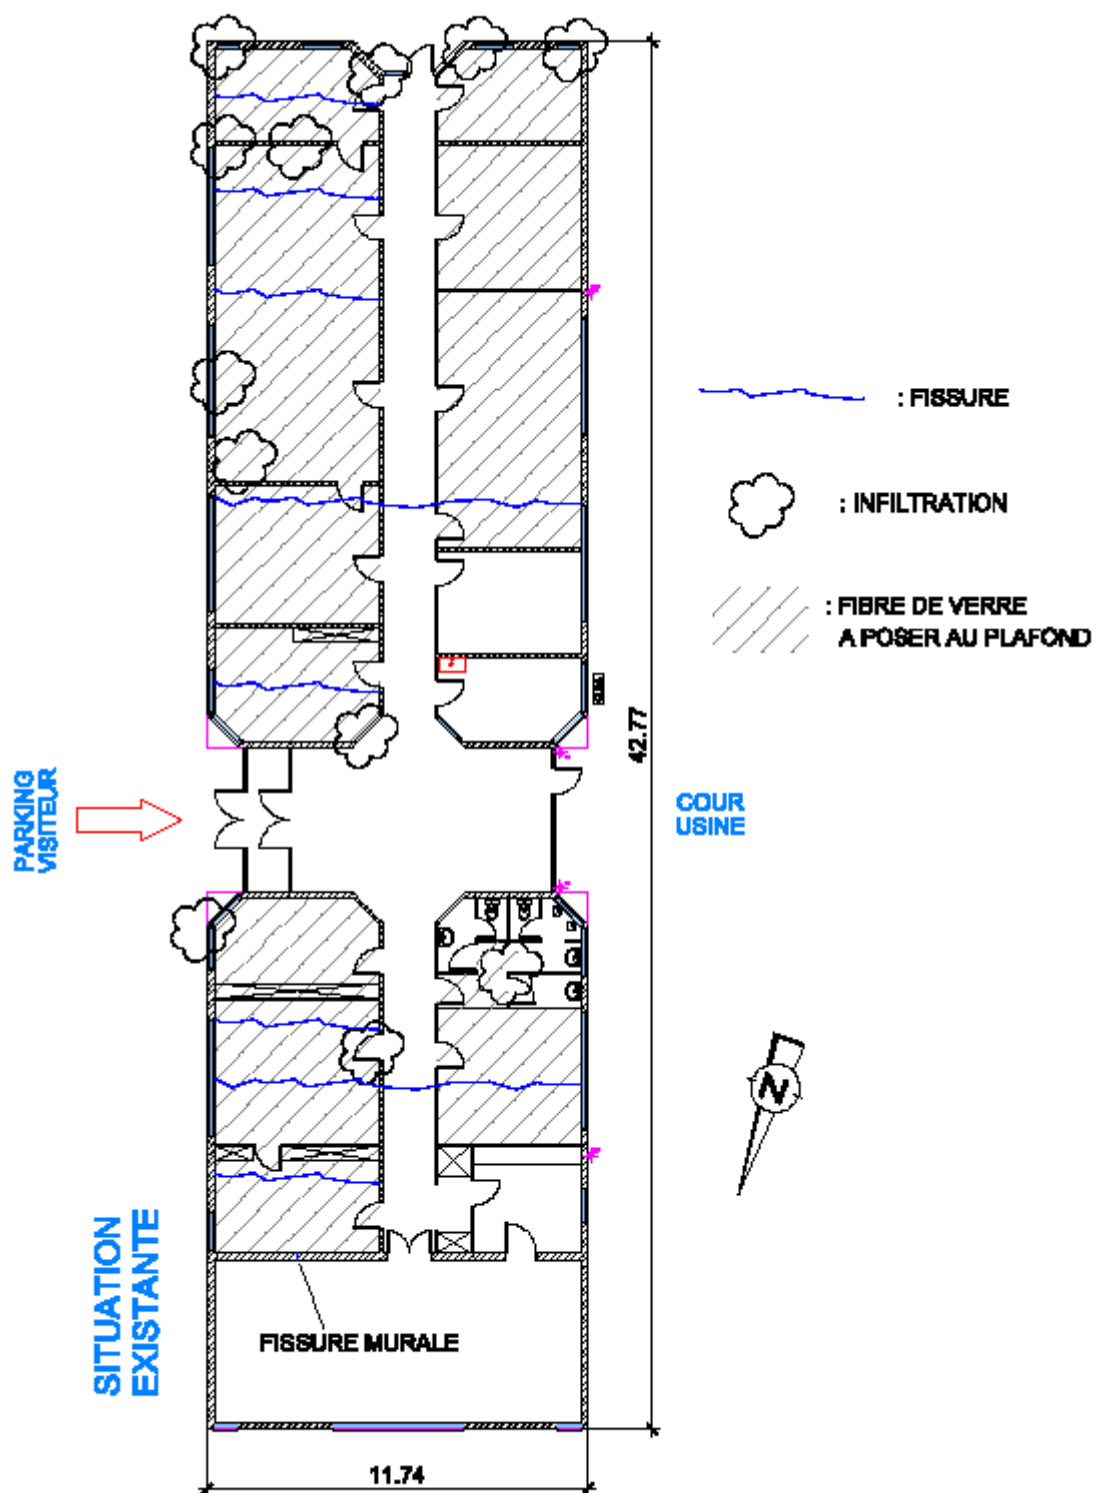 : FISSURE
: INFILTRATION
: FIBRE DE VERRE
A POSER AU PLAFOND
42.77
PARKING
VISITEUR
COUR
USINE
N
SITUATION
EXISTANTE
FISSURE MURALE
11.74